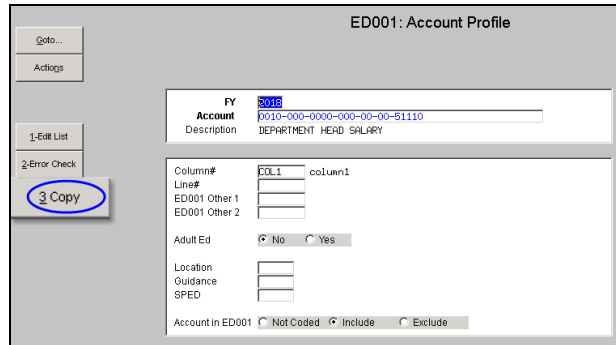 ED001: Account Profile
Goto...
Actions
FY 2018
Account 0010-000-0000-000-00-00-51110
Description DEPARTMENT HEAD SALARY
1-Edit List
2-Error Check
3 Copy
Column# COL1 column1
Line#
ED001 Other 1
ED001 Other 2
Adult Ed No Yes
Location
Guidance
SPED
Account in ED001 Not Coded Include Exclude